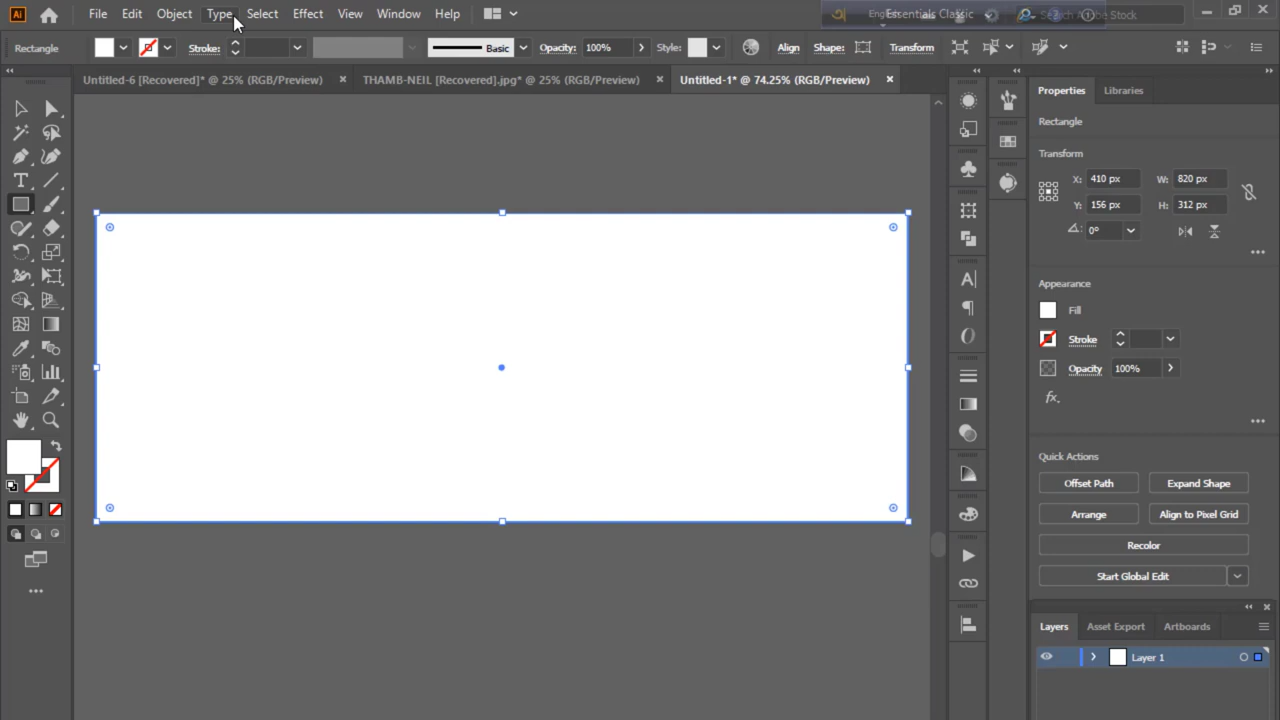 Ai File Edit Object Type Select Effect View Window Help Essentials Classic Adobe Stock
Rectangle Stroke: Basic Opacity: 100% Style: Align Shape: Transform
Untitled-6 [Recovered]* @ 25% (RGB/Preview) × THAMB-NEIL [Recovered].jpg* @ 25% (RGB/Preview) × Untitled-1* @ 74.25% (RGB/Preview) ×
Properties Libraries
Rectangle
Transform
X: 410 px W: 820 px
Y: 156 px H: 312 px
0°
Appearance
Fill
Stroke
Opacity 100%
fx.
Quick Actions
Offset Path Expand Shape
Arrange Align to Pixel Grid
Recolor
Start Global Edit
Layers Asset Export Artboards
Layer 1